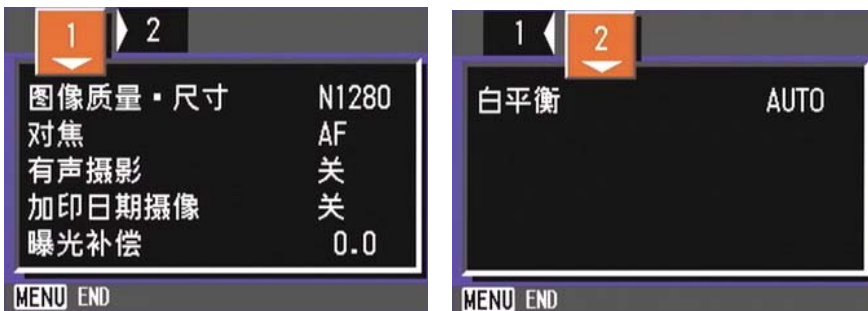 1 2
图像质量▪尺寸 N1280
对焦 AF
有声摄影 关
加印日期摄像 关
曝光补偿 0.0
MENU END
1 2
白平衡 AUTO
MENU END